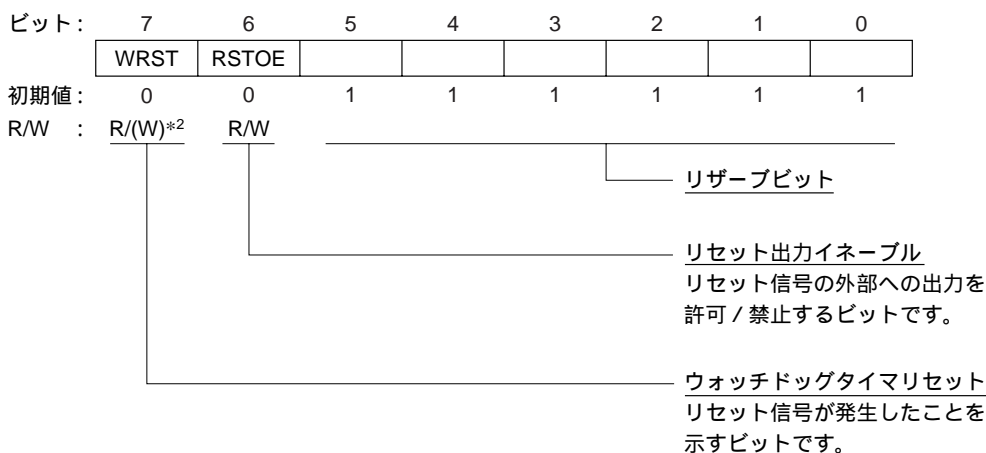 ビット: 7 6 5 4 3 2 1 0
WRST RSTOE
初期値: 0 0 1 1 1 1 1 1
R/W : R/(W)*2 R/W
リザーブビット
リセット出力イネーブル
リセット信号の外部への出力を
許可/禁止するビットです。
ウォッチドッグタイマリセット
リセット信号が発生したことを
示すビットです。